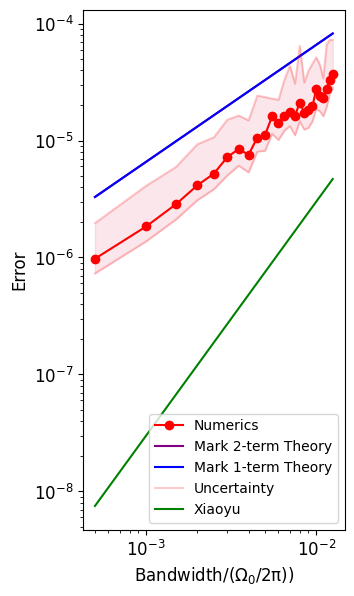 10⁻⁴
10⁻⁵
10⁻⁶
10⁻⁷
10⁻⁸
Error
Numerics
Mark 2-term Theory
Mark 1-term Theory
Uncertainty
Xiaoyu
10⁻³
10⁻²
Bandwidth/(Ω₀/2π))